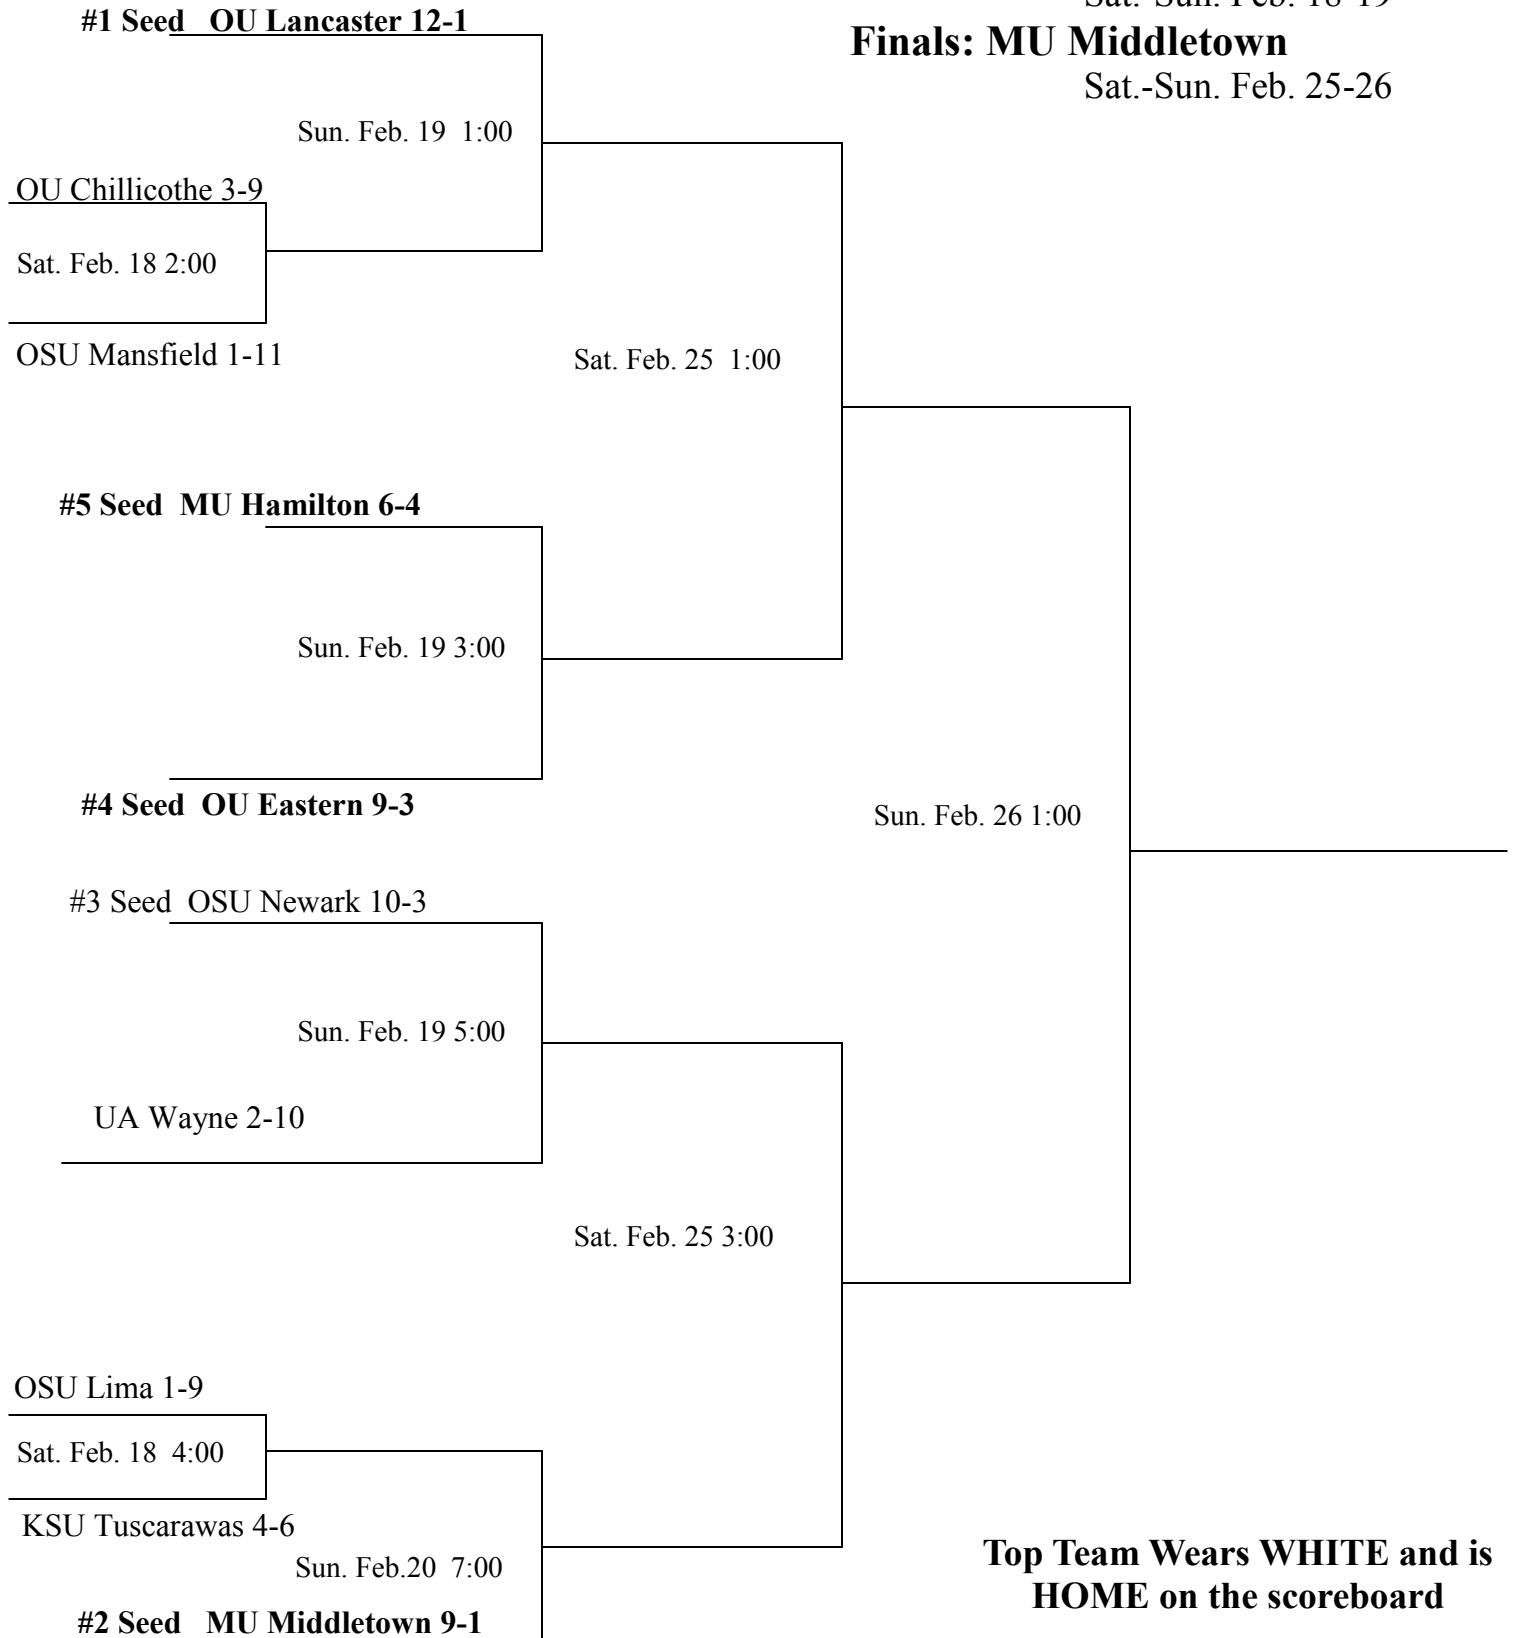 Sat.-Sun. Feb. 18-19
#1 Seed OU Lancaster 12-1
Finals: MU Middletown
Sat.-Sun. Feb. 25-26
Sun. Feb. 19 1:00
OU Chillicothe 3-9
Sat. Feb. 18 2:00
OSU Mansfield 1-11
Sat. Feb. 25 1:00
#5 Seed MU Hamilton 6-4
Sun. Feb. 19 3:00
#4 Seed OU Eastern 9-3
Sun. Feb. 26 1:00
#3 Seed OSU Newark 10-3
Sun. Feb. 19 5:00
UA Wayne 2-10
Sat. Feb. 25 3:00
OSU Lima 1-9
Sat. Feb. 18 4:00
KSU Tuscarawas 4-6
Sun. Feb.20 7:00
#2 Seed MU Middletown 9-1
Top Team Wears WHITE and is
HOME on the scoreboard